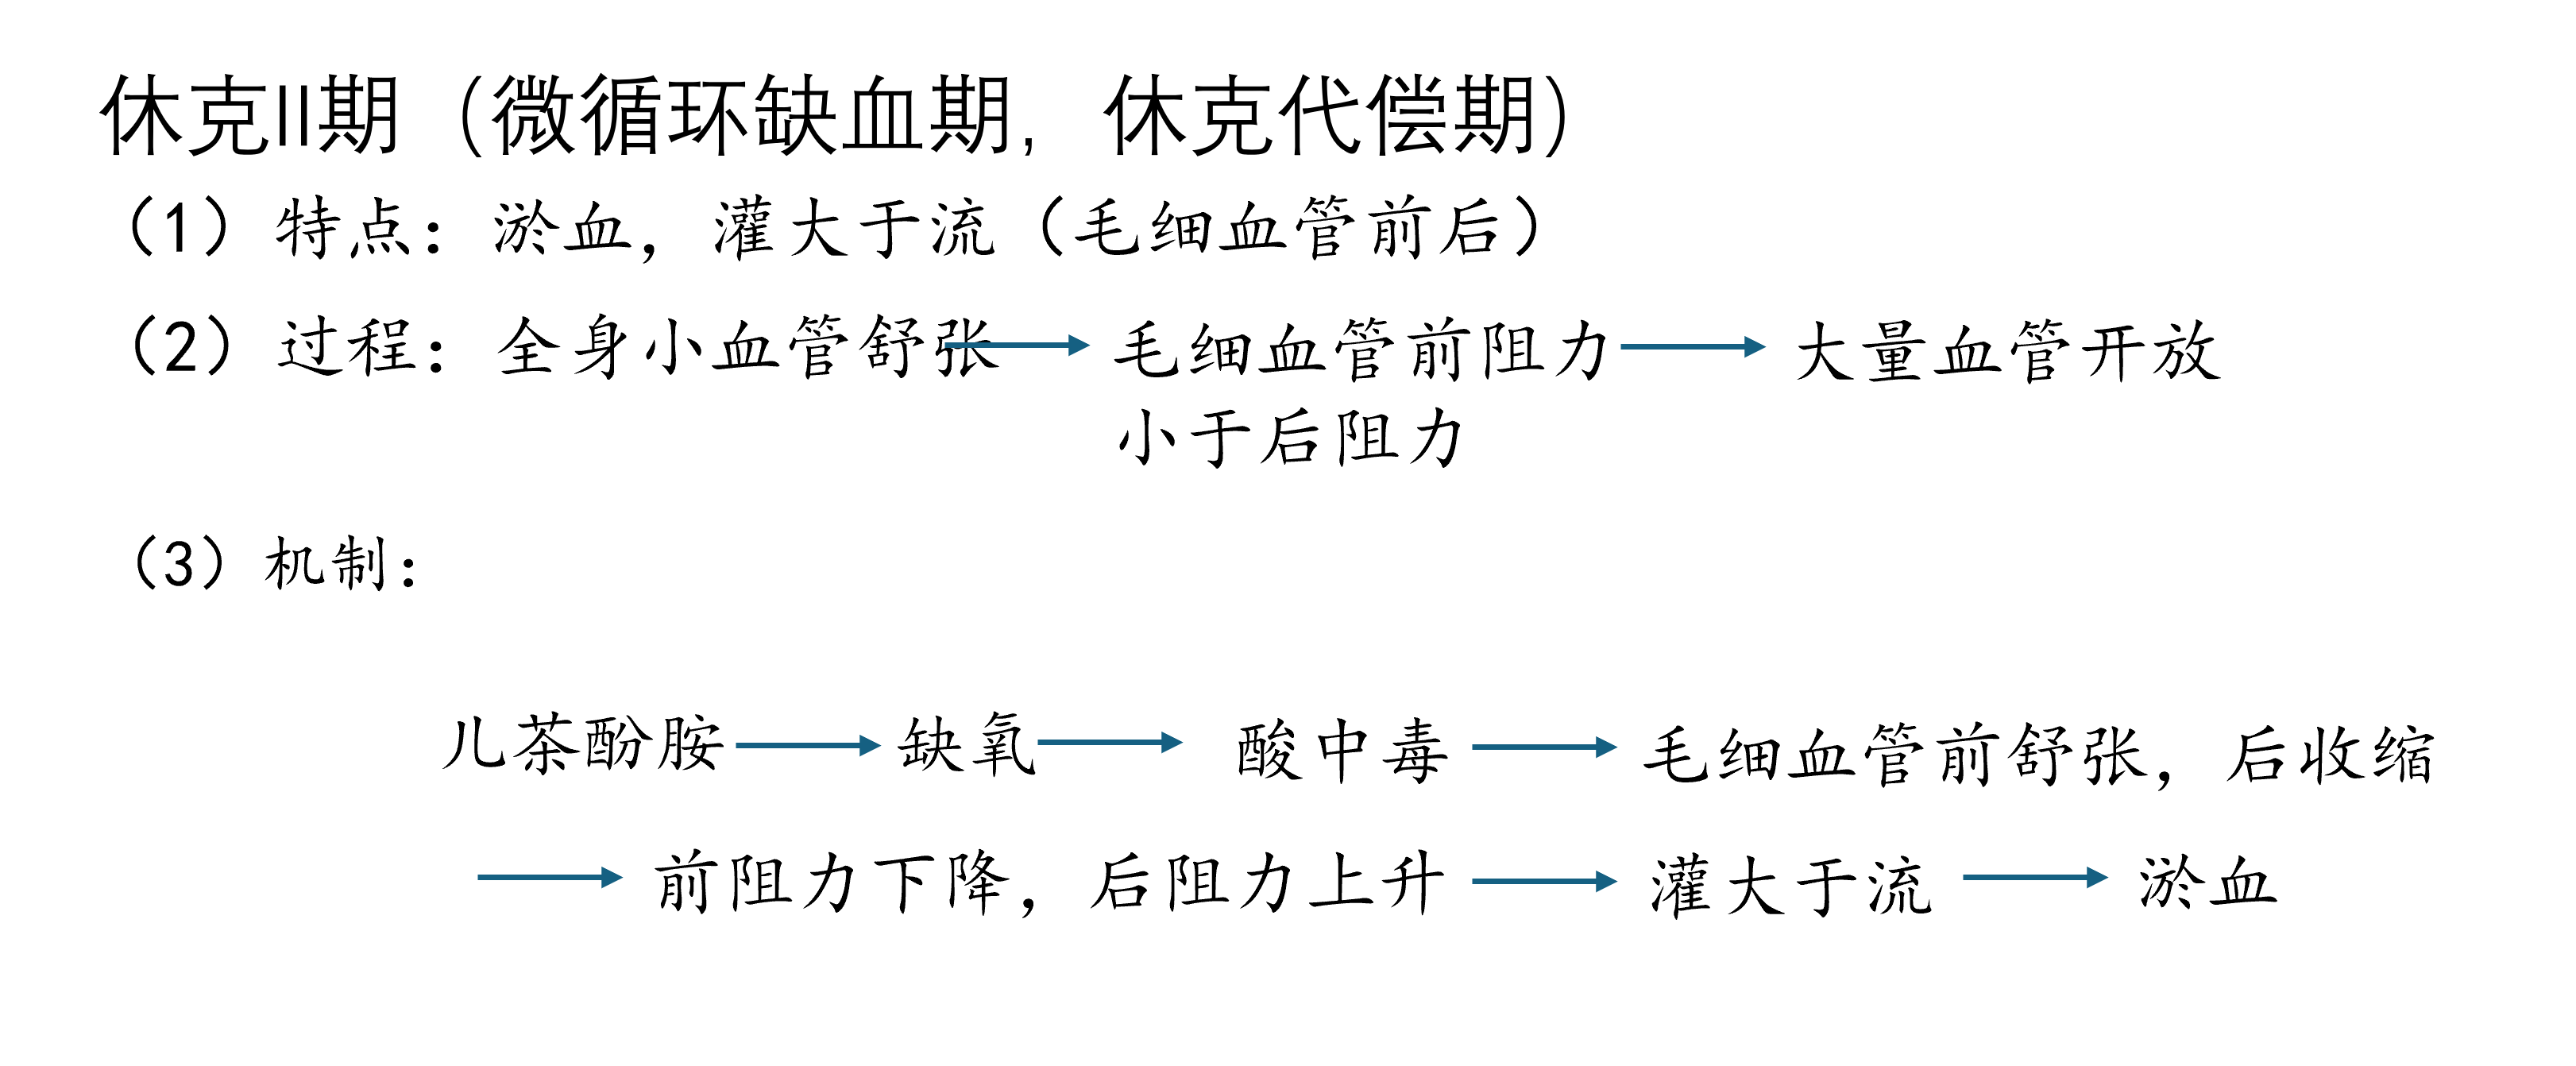 休克II期（微循环缺血期，休克代偿期）
（1）特点：淤血，灌大于流（毛细血管前后）
（2）过程：全身小血管舒张 毛细血管前阻力 大量血管开放
小于后阻力
（3）机制：
儿茶酚胺 缺氧 酸中毒 毛细血管前舒张，后收缩
前阻力下降，后阻力上升 灌大于流 淤血